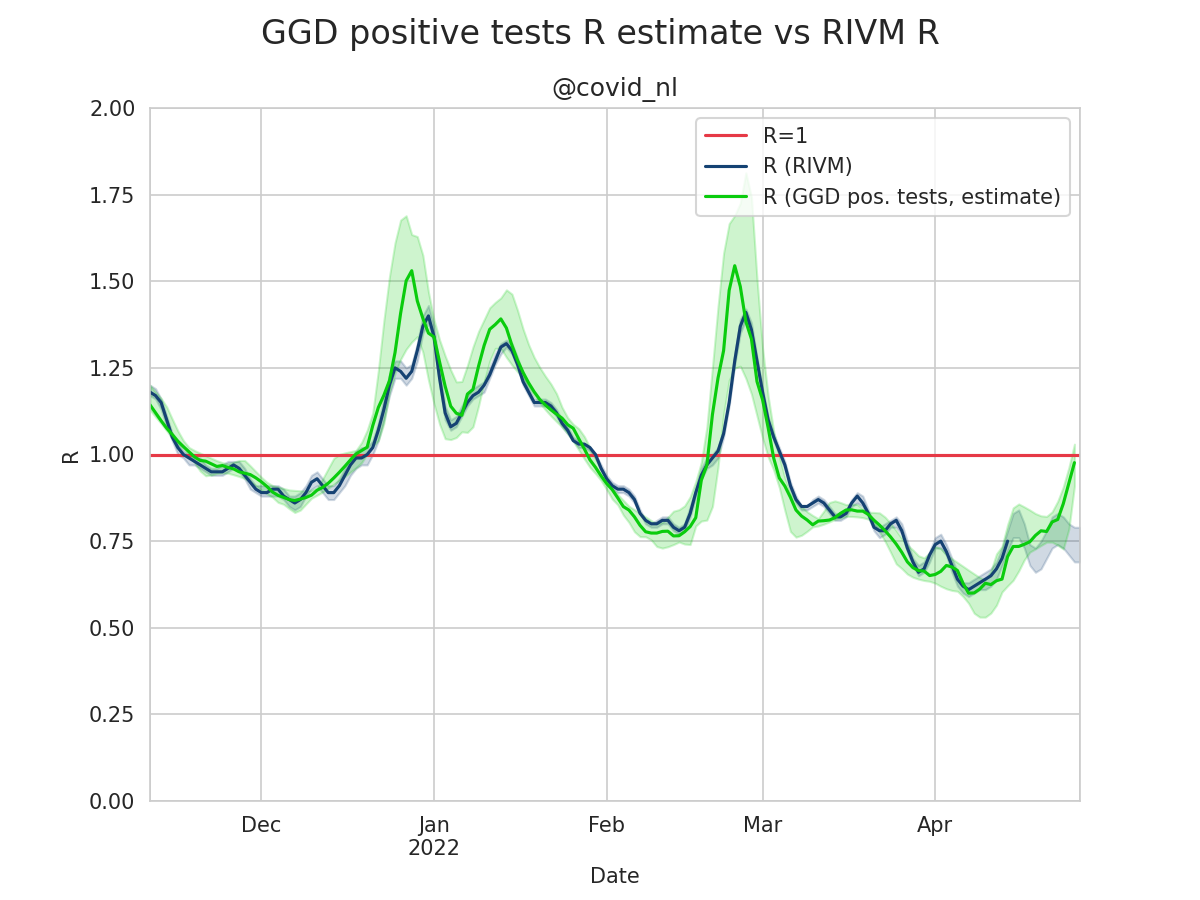 GGD positive tests R estimate vs RIVM R
@covid_nl
R=1
R (RIVM)
R (GGD pos. tests, estimate)
2.00
1.75
1.50
1.25
1.00
0.75
0.50
0.25
0.00
R
Dec
Jan
2022
Feb
Mar
Apr
Date